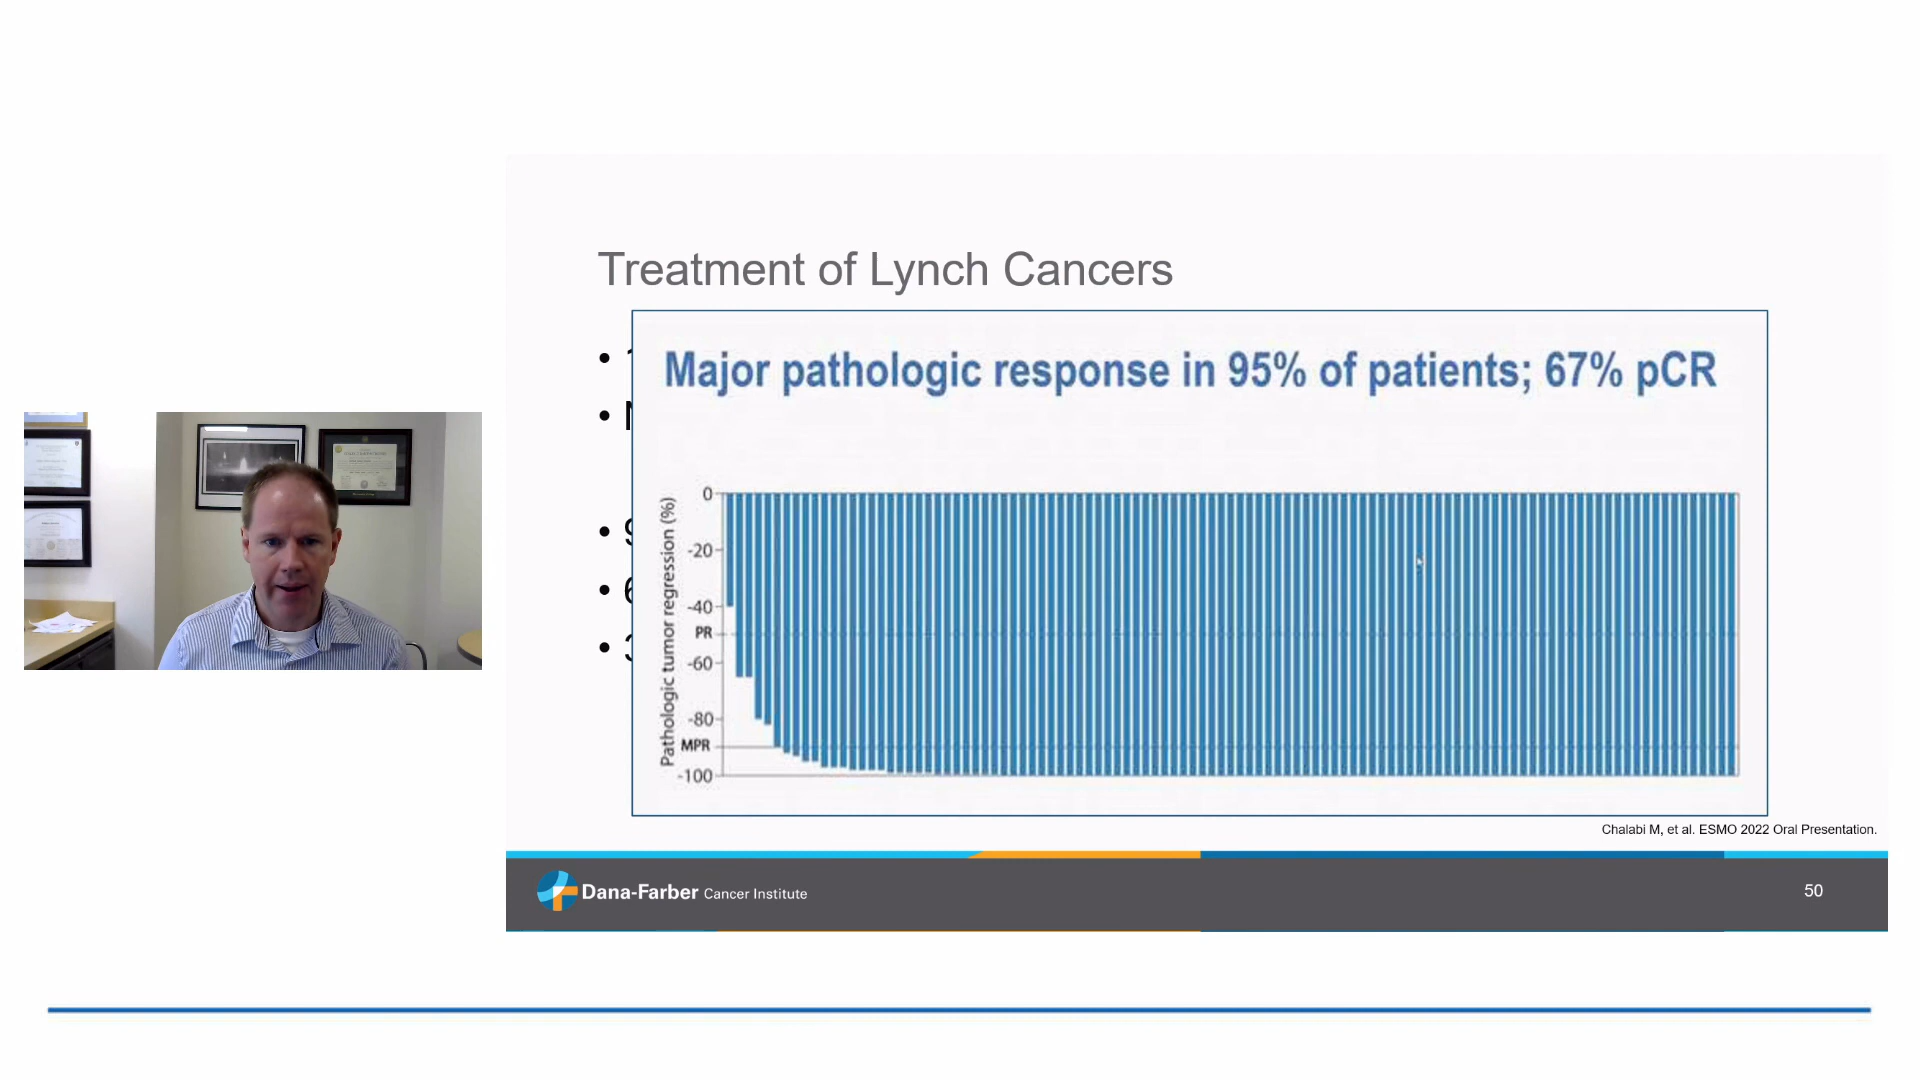 Treatment of Lynch Cancers
Major pathologic response in 95% of patients; 67% pCR
Pathologic tumor regression (%)
0
-20
-40
PR
-60
-80
MPR
-100
Chalabi M, et al. ESMO 2022 Oral Presentation.
Dana-Farber Cancer Institute
50